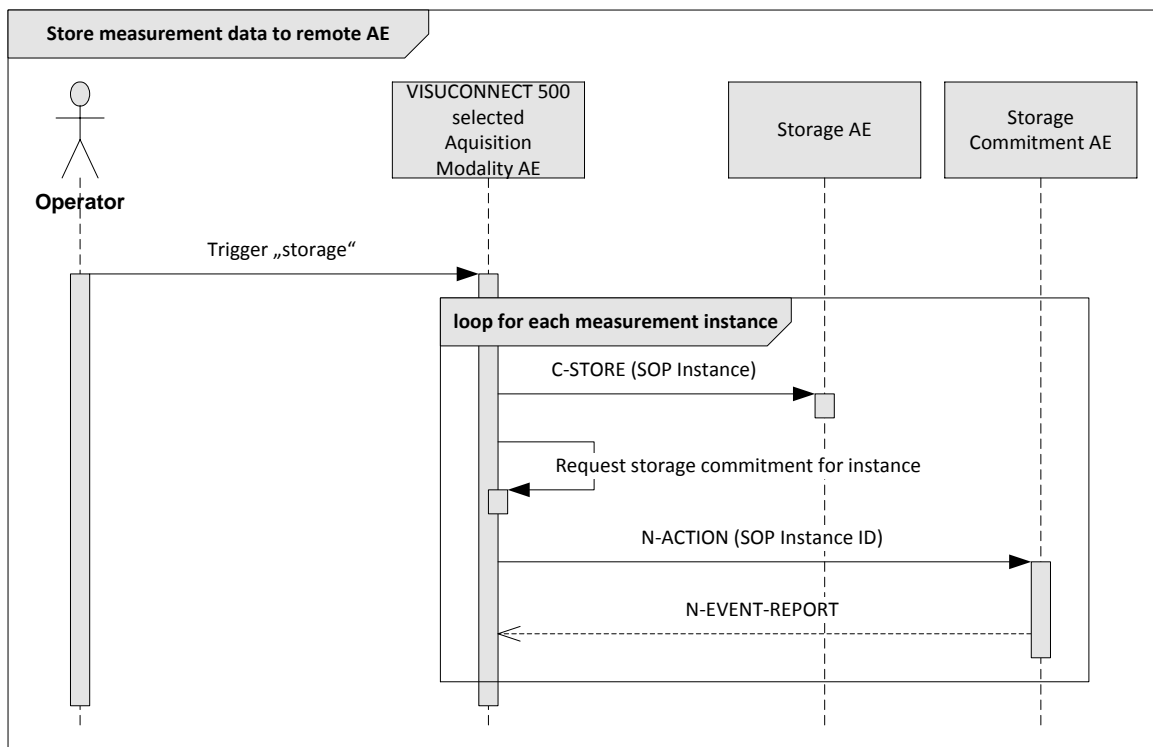 Store measurement data to remote AE
VISUCONNECT 500
selected
Aquisition
Modality AE
Storage AE
Storage
Commitment AE
Operator
Trigger „storage“
loop for each measurement instance
C-STORE (SOP Instance)
Request storage commitment for instance
N-ACTION (SOP Instance ID)
N-EVENT-REPORT